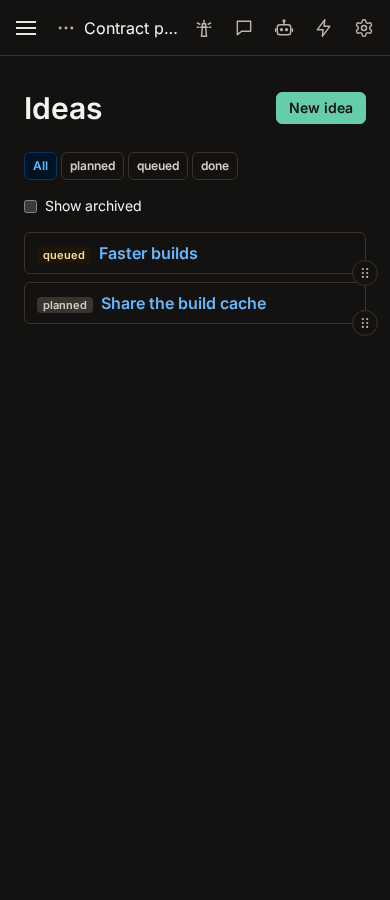 Contract p...
Ideas
New idea
All planned queued done
Show archived
queued Faster builds
planned Share the build cache